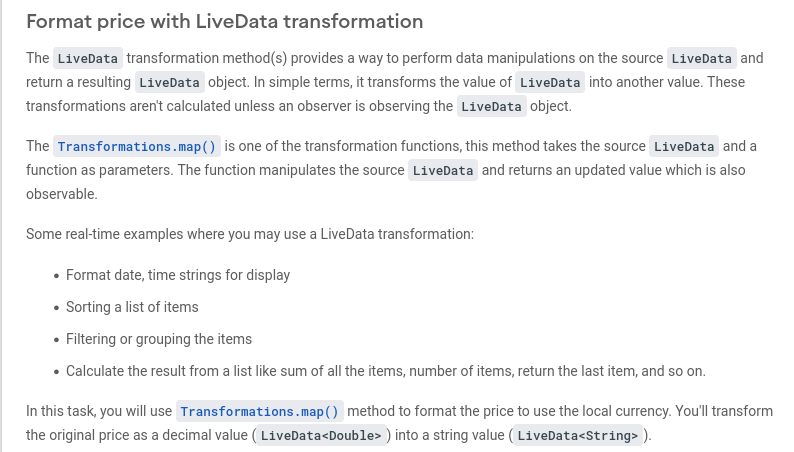 Format price with LiveData transformation
The LiveData transformation method(s) provides a way to perform data manipulations on the source LiveData and
return a resulting LiveData object. In simple terms, it transforms the value of LiveData into another value. These
transformations aren't calculated unless an observer is observing the LiveData object.
The Transformations.map() is one of the transformation functions, this method takes the source LiveData and a
function as parameters. The function manipulates the source LiveData and returns an updated value which is also
observable.
Some real-time examples where you may use a LiveData transformation:
• Format date, time strings for display
• Sorting a list of items
• Filtering or grouping the items
• Calculate the result from a list like sum of all the items, number of items, return the last item, and so on.
In this task, you will use Transformations.map() method to format the price to use the local currency. You'll transform
the original price as a decimal value (LiveData<Double>) into a string value (LiveData<String>).